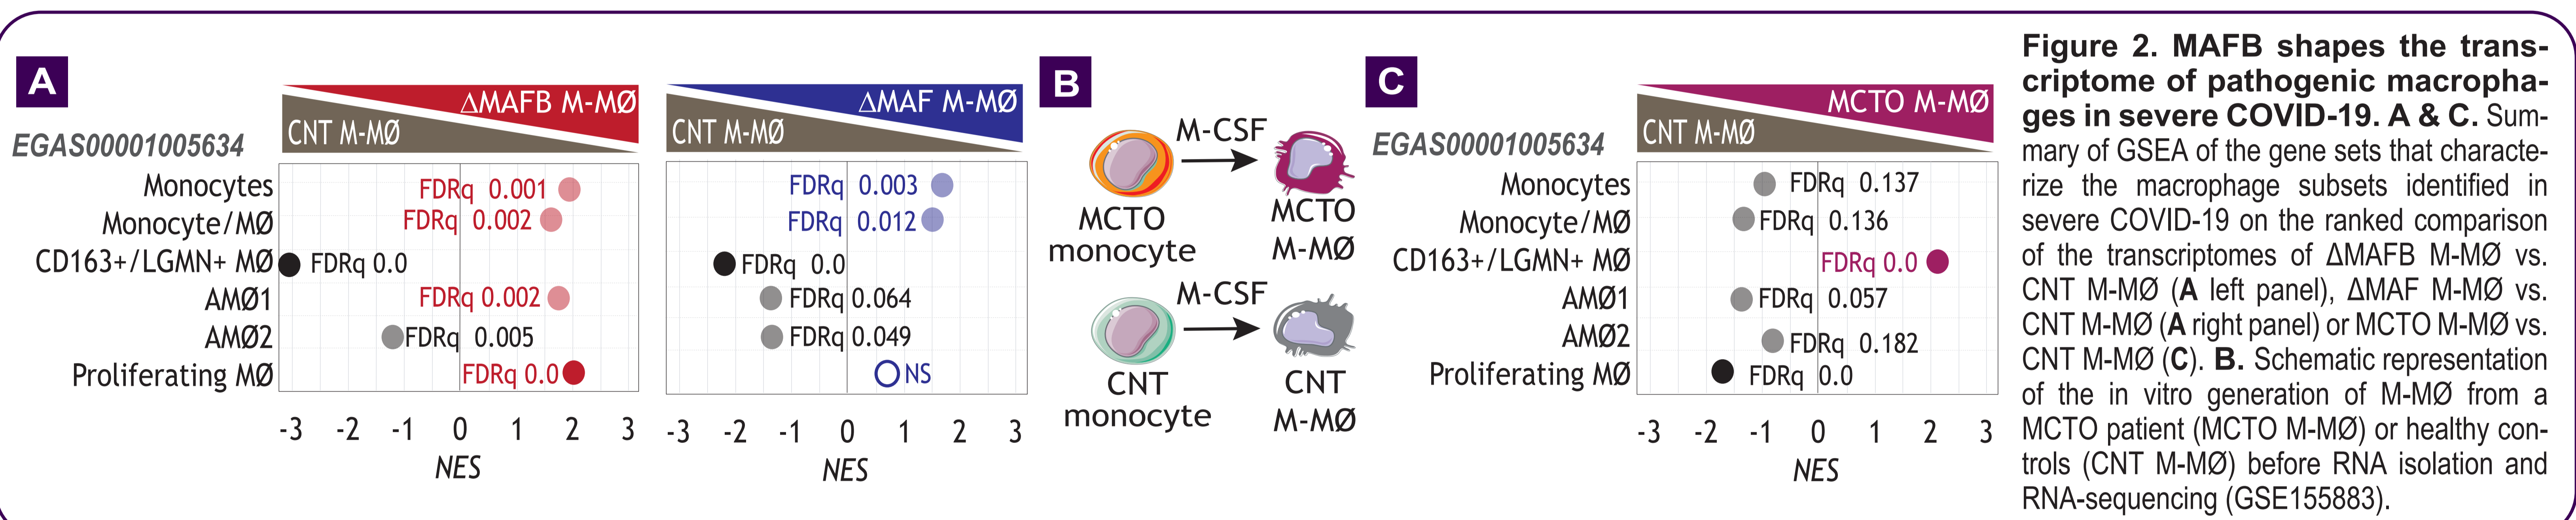 A
EGAS00001005634
ΔMAFB M-MØ
CNT M-MØ
ΔMAF M-MØ
CNT M-MØ
Monocytes
FDRq 0.001
FDRq 0.003
Monocyte/MØ
FDRq 0.002
FDRq 0.012
CD163+/LGMN+ MØ
FDRq 0.0
FDRq 0.0
AMØ1
FDRq 0.002
FDRq 0.064
AMØ2
FDRq 0.005
FDRq 0.049
Proliferating MØ
FDRq 0.0
NS
-3 -2 -1 0 1 2 3
NES
-3 -2 -1 0 1 2 3
NES
B
M-CSF
MCTO
monocyte
MCTO
M-MØ
M-CSF
CNT
monocyte
CNT
M-MØ
C
EGAS00001005634
MCTO M-MØ
CNT M-MØ
Monocytes
FDRq 0.137
Monocyte/MØ
FDRq 0.136
CD163+/LGMN+ MØ
FDRq 0.0
AMØ1
FDRq 0.057
AMØ2
FDRq 0.182
Proliferating MØ
FDRq 0.0
-3 -2 -1 0 1 2 3
NES
Figure 2. MAFB shapes the trans-
criptome of pathogenic macropha-
ges in severe COVID-19. A & C. Sum-
mary of GSEA of the gene sets that characte-
rize the macrophage subsets identified in
severe COVID-19 on the ranked comparison
of the transcriptomes of ΔMAFB M-MØ vs.
CNT M-MØ (A left panel), ΔMAF M-MØ vs.
CNT M-MØ (A right panel) or MCTO M-MØ vs.
CNT M-MØ (C). B. Schematic representation
of the in vitro generation of M-MØ from a
MCTO patient (MCTO M-MØ) or healthy con-
trols (CNT M-MØ) before RNA isolation and
RNA-sequencing (GSE155883).